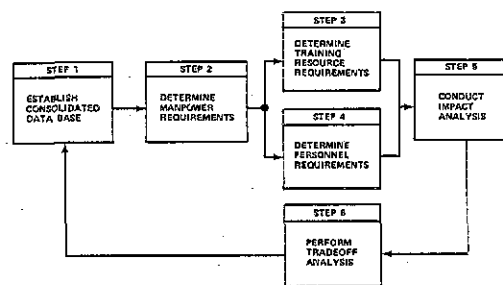 STEP 1
ESTABLISH
CONSOLIDATED
DATA BASE
STEP 2
DETERMINE
MANPOWER
REQUIREMENTS
STEP 3
DETERMINE
TRAINING
RESOURCE
REQUIREMENTS
STEP 4
DETERMINE
PERSONNEL
REQUIREMENTS
STEP 5
CONDUCT
IMPACT
ANALYSIS
STEP 6
PERFORM
TRADEOFF
ANALYSIS